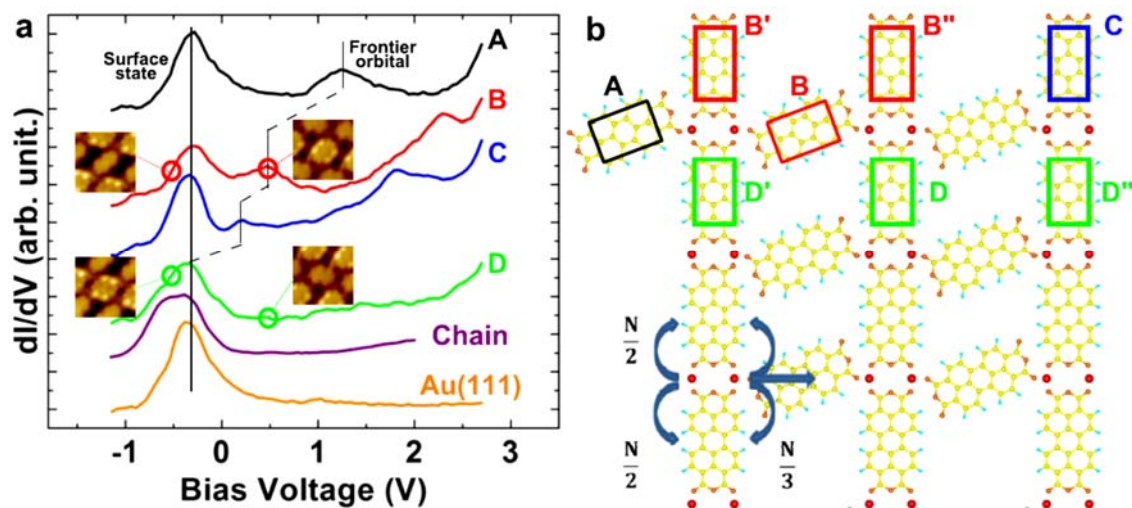 a
Surface
state
Frontier
orbital
A
B
C
D
Chain
Au(111)
dI/dV (arb. unit.)
-1 0 1 2 3
Bias Voltage (V)
b
B' B" C
A B
D' D D"
N
2
N
2
N
3